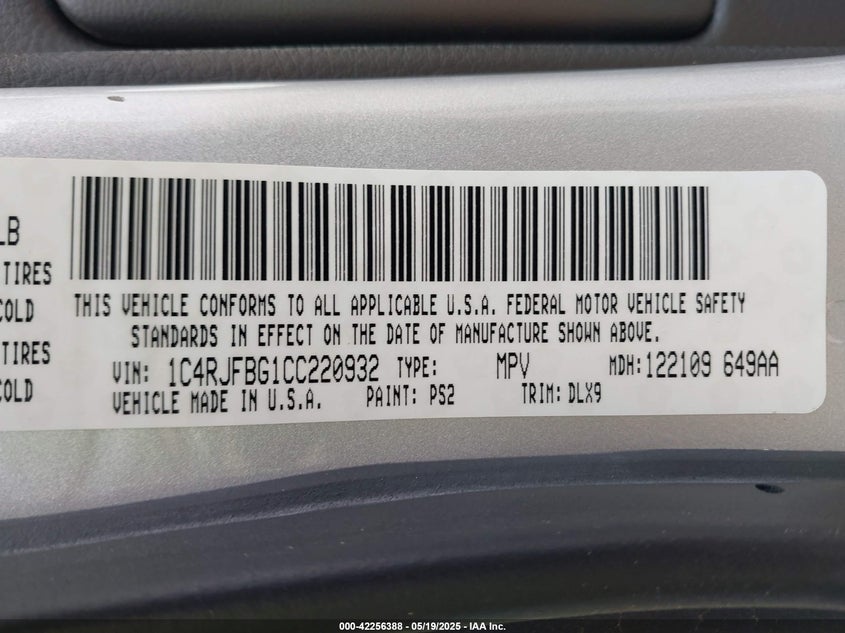 LB
TIRES
COLD
TIRES
COLD
THIS VEHICLE CONFORMS TO ALL APPLICABLE U.S.A. FEDERAL MOTOR VEHICLE SAFETY
STANDARDS IN EFFECT ON THE DATE OF MANUFACTURE SHOWN ABOVE.
VIN: 1C4RJFBG1CC220932 TYPE: MPV MDH:122109 649AA
VEHICLE MADE IN U.S.A. PAINT: PS2 TRIM: DLX9
000-42256388 - 05/19/2025 - IAA Inc.